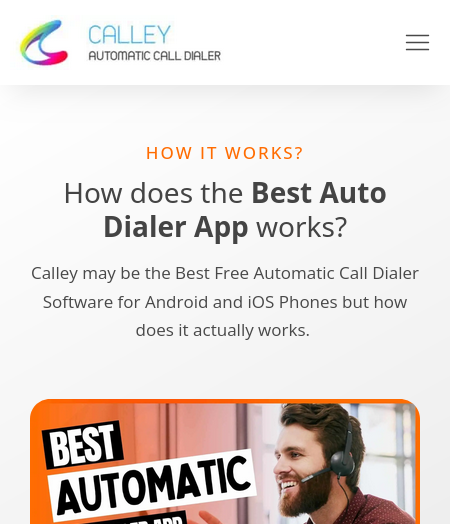 CALLEY
AUTOMATIC CALL DIALER
HOW IT WORKS?
How does the Best Auto
Dialer App works?
Calley may be the Best Free Automatic Call Dialer
Software for Android and iOS Phones but how
does it actually works.
BEST
AUTOMATIC
APP